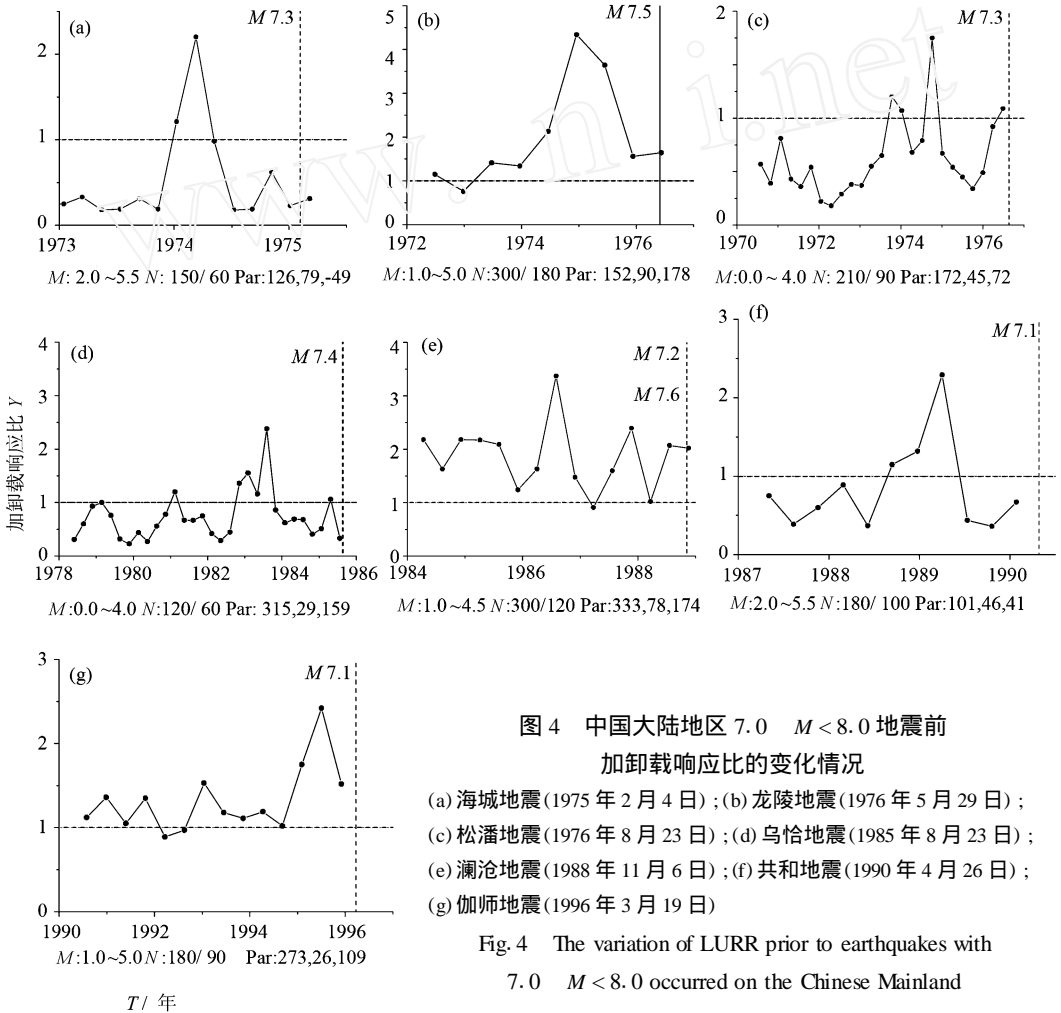 (a)
M 7.3
2
1
0
1973
1974
1975
M: 2.0~5.5 N: 150/ 60 Par:126,79,-49
(b)
M 7.5
5
4
3
2
1
0
1972
1974
1976
M:1.0~5.0 N:300/ 180 Par: 152,90,178
(c)
M 7.3
2
1
0
1970
1972
1974
1976
M:0.0~ 4.0 N: 210/ 90 Par:172,45,72
加卸载响应比 Y
(d)
M 7.4
4
3
2
1
0
1978
1980
1982
1984
1986
M:0.0~4.0 N:120/ 60 Par: 315,29,159
(e)
M 7.2
M 7.6
4
3
2
1
0
1984
1986
1988
M:1.0~4.5 N:300/120 Par:333,78,174
(f)
M 7.1
3
2
1
0
1987
1988
1989
1990
M:2.0~5.5 N:180/ 100 Par:101,46,41
(g)
M 7.1
3
2
1
0
1990
1992
1994
1996
M:1.0~5.0 N:180/ 90 Par:273,26,109
T / 年
图 4 中国大陆地区 7.0 M < 8.0 地震前
加卸载响应比的变化情况
(a) 海城地震(1975 年 2 月 4 日) ;(b) 龙陵地震(1976 年 5 月 29 日) ;
(c) 松潘地震(1976 年 8 月 23 日) ;(d) 乌恰地震(1985 年 8 月 23 日) ;
(e) 澜沧地震(1988 年 11 月 6 日) ;(f) 共和地震(1990 年 4 月 26 日) ;
(g) 伽师地震(1996 年 3 月 19 日)
Fig. 4 The variation of LURR prior to earthquakes with
7.0 M < 8.0 occurred on the Chinese Mainland